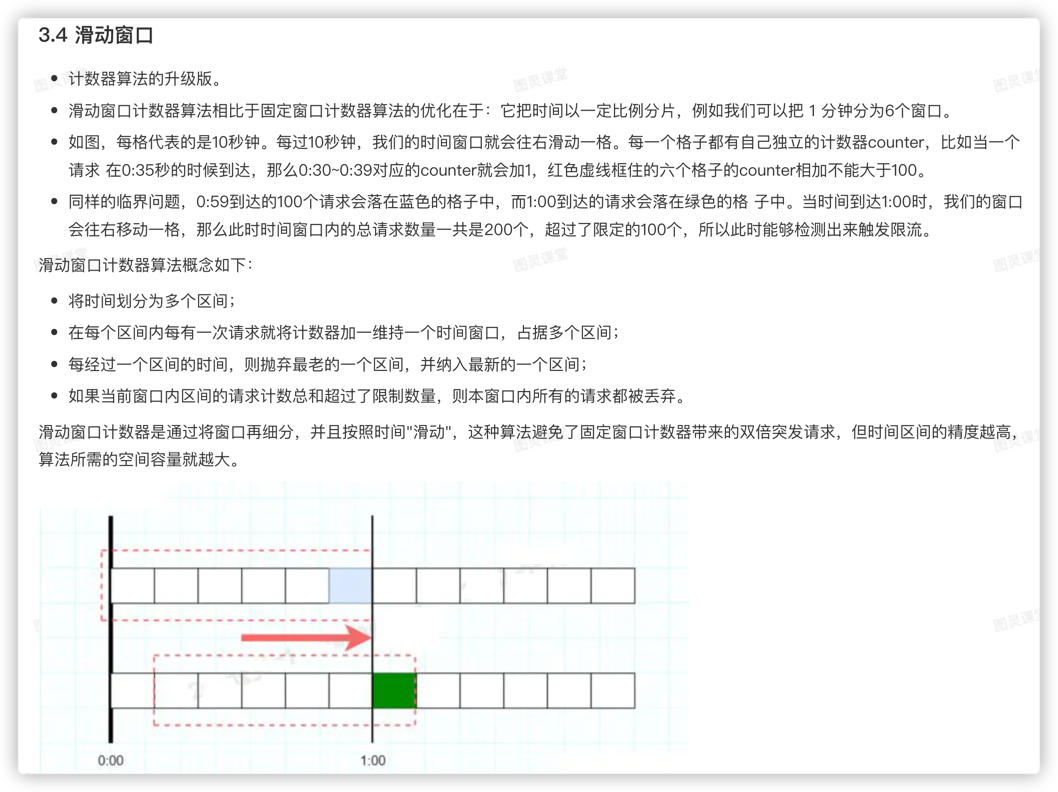 3.4 滑动窗口
计数器算法的升级版。
滑动窗口计数器算法相比于固定窗口计数器算法的优化在于：它把时间以一定比例分片，例如我们可以把 1 分钟分为6个窗口。
如图，每格代表的是10秒钟。每过10秒钟，我们的时间窗口就会往右滑动一格。每一个格子都有自己独立的计数器counter，比如当一个
请求 在0:35秒的时候到达，那么0:30~0:39对应的counter就会加1，红色虚线框住的六个格子的counter相加不能大于100。
同样的临界问题，0:59到达的100个请求会落在蓝色的格子中，而1:00到达的请求会落在绿色的格 子中。当时间到达1:00时，我们的窗口
会往右移动一格，那么此时时间窗口内的总请求数量一共是200个，超过了限定的100个，所以此时能够检测出来触发限流。
滑动窗口计数器算法概念如下：
将时间划分为多个区间；
在每个区间内每有一次请求就将计数器加一维持一个时间窗口，占据多个区间；
每经过一个区间的时间，则抛弃最老的一个区间，并纳入最新的一个区间；
如果当前窗口内区间的请求计数总和超过了限制数量，则本窗口内所有的请求都被丢弃。
滑动窗口计数器是通过将窗口再细分，并且按照时间"滑动"，这种算法避免了固定窗口计数器带来的双倍突发请求，但时间区间的精度越高，
算法所需的空间容量就越大。
0:00 1:00
图灵课堂